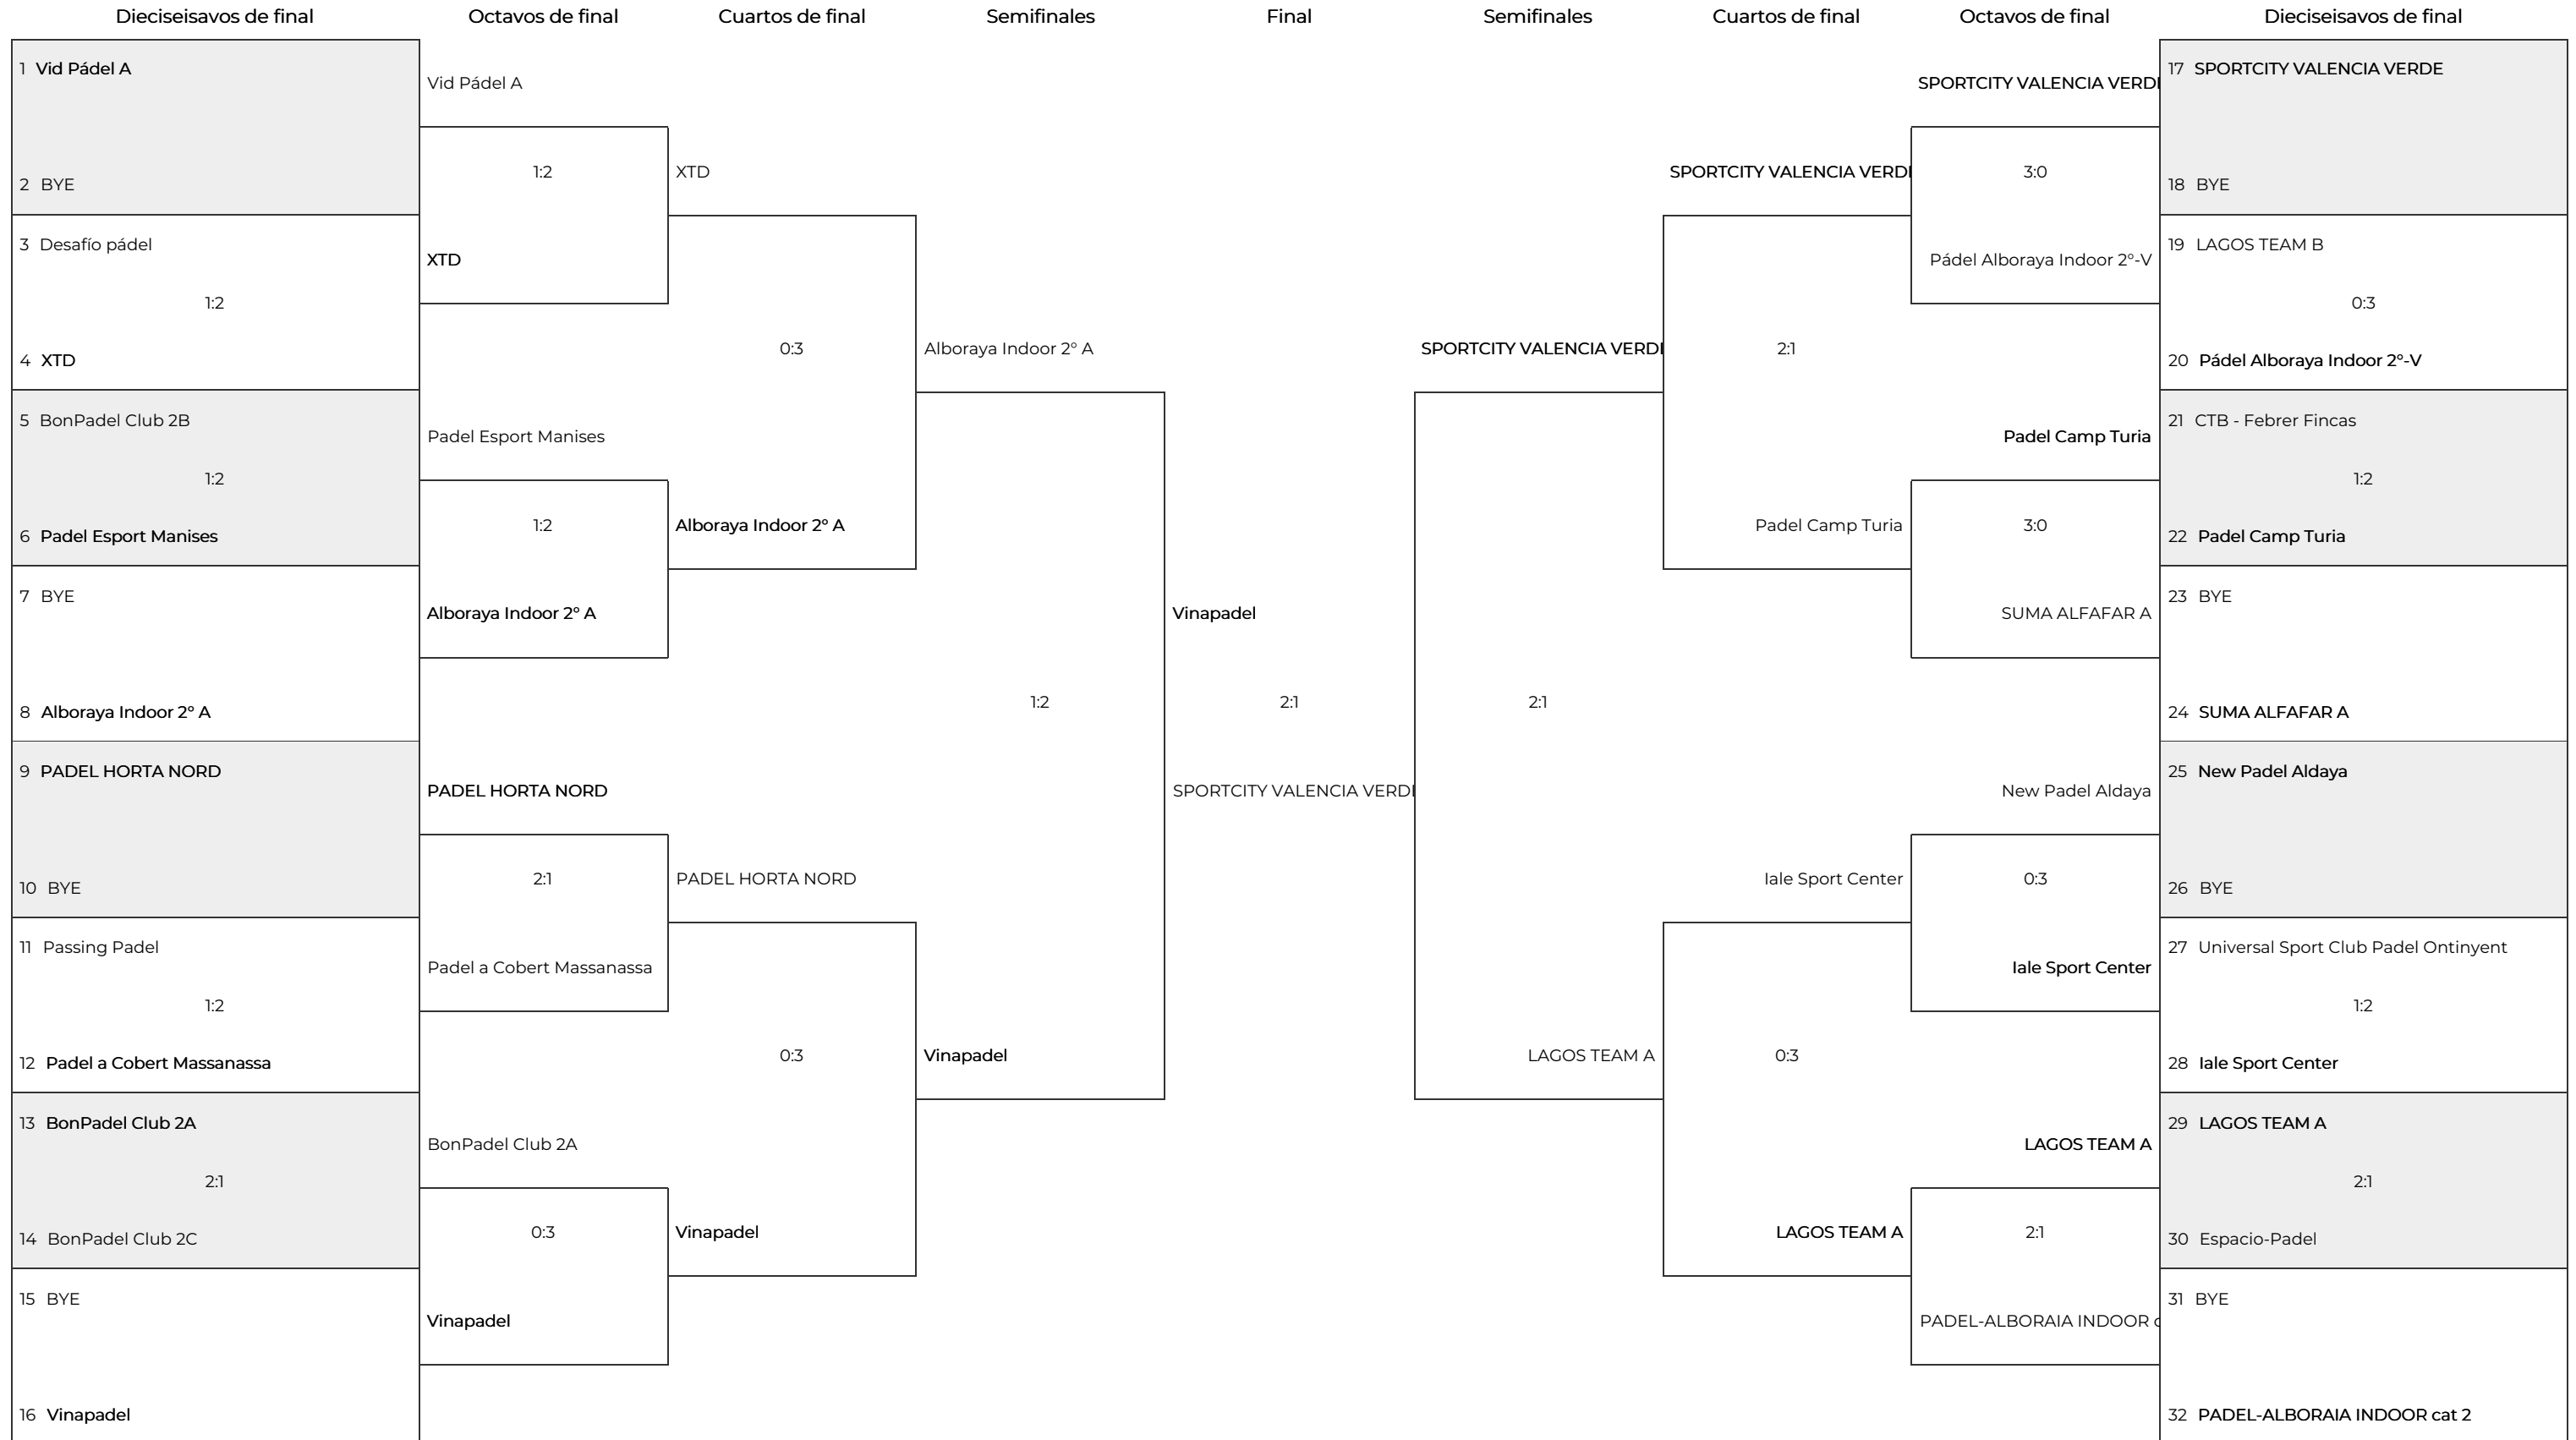 Dieciseisavos de final
Octavos de final
Cuartos de final
Semifinales
Final
Semifinales
Cuartos de final
Octavos de final
Dieciseisavos de final
1 Vid Pádel A
2 BYE
3 Desafío pádel
1:2
4 XTD
5 BonPadel Club 2B
1:2
6 Padel Esport Manises
7 BYE
8 Alboraya Indoor 2º A
9 PADEL HORTA NORD
10 BYE
11 Passing Padel
1:2
12 Padel a Cobert Massanassa
13 BonPadel Club 2A
2:1
14 BonPadel Club 2C
15 BYE
16 Vinapadel
Vid Pádel A
1:2
XTD
Padel Esport Manises
1:2
Alboraya Indoor 2º A
PADEL HORTA NORD
2:1
Padel a Cobert Massanassa
BonPadel Club 2A
0:3
Vinapadel
XTD
0:3
Alboraya Indoor 2º A
PADEL HORTA NORD
0:3
Vinapadel
Alboraya Indoor 2º A
1:2
Vinapadel
Vinapadel
2:1
SPORTCITY VALENCIA VERDE
SPORTCITY VALENCIA VERDE
2:1
LAGOS TEAM A
SPORTCITY VALENCIA VERDE
2:1
Padel Camp Turia
Iale Sport Center
0:3
LAGOS TEAM A
SPORTCITY VALENCIA VERDE
3:0
Pádel Alboraya Indoor 2º-V
Padel Camp Turia
3:0
SUMA ALFAFAR A
New Padel Aldaya
0:3
Iale Sport Center
LAGOS TEAM A
2:1
PADEL-ALBORAIA INDOOR c
17 SPORTCITY VALENCIA VERDE
18 BYE
19 LAGOS TEAM B
0:3
20 Pádel Alboraya Indoor 2º-V
21 CTB - Febrer Fincas
1:2
22 Padel Camp Turia
23 BYE
24 SUMA ALFAFAR A
25 New Padel Aldaya
26 BYE
27 Universal Sport Club Padel Ontinyent
1:2
28 Iale Sport Center
29 LAGOS TEAM A
2:1
30 Espacio-Padel
31 BYE
32 PADEL-ALBORAIA INDOOR cat 2